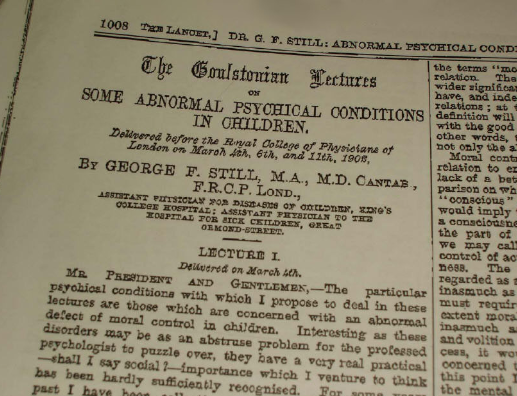 1008 THE LANCET,] DR. G. F. STILL: ABNORMAL PSYCHICAL
The Goulstonian Lectures
ON
SOME ABNORMAL PSYCHICAL CONDITIONS
IN CHILDREN.
Delivered before the Royal College of Physicians of
London on March 4th, 6th, and 11th, 1902,
BY GEORGE F. STILL, M.A., M.D. CANTAB,
F.R.C.P. LOND.,
ASSISTANT PHYSICIAN FOR DISEASES OF CHILDREN, KING'S
COLLEGE HOSPITAL; ASSISTANT PHYSICIAN TO THE
HOSPITAL FOR SICK CHILDREN, GREAT
ORMOND-STREET.
LECTURE I.
Delivered on March 4th.
MR. PRESIDENT AND GENTLEMEN,—The particular
psychical conditions with which I propose to deal in these
lectures are those which are concerned with an abnormal
defect of moral control in children. Interesting as these
disorders may be as an abstruse problem for the professed
psychologist to puzzle over, they have a very real practical
—shall I say social?—importance which I venture to think
has been hardly sufficiently recognised. For some
past I have been
the terms "mo
relation. The
wider significan
have, and inde
relations; at t
definition will
with the good
other words, t
not only the a
Moral contr
relation to en
lack of a bet
parison on wh
"conscious"
would imply
a consciousne
the part of
we may call
control of ac
ness. The
regarded as
inasmuch as
must requir
extent mora
inasmuch a
and volition
cess, it wou
concerned
this point I
the mental